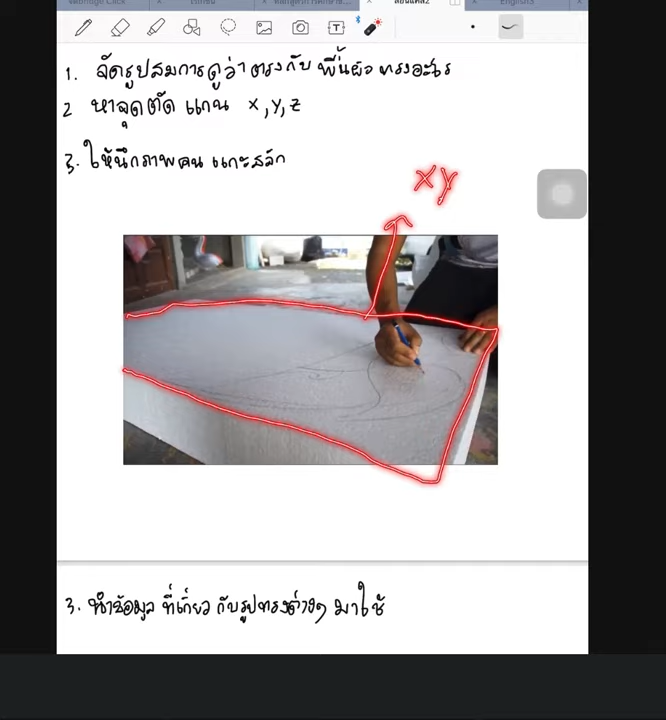 English3
1. จัดรูปสมการดูว่า ตรงกับ พื้นผิว ทรงอะไร
2 หาจุดตัด แกน x, y, z
3. ให้นึกภาพคน แกะสลัก
XY
3. นำข้อมูล ที่เกี่ยว กับรูปทรงต่างๆ มาใช้